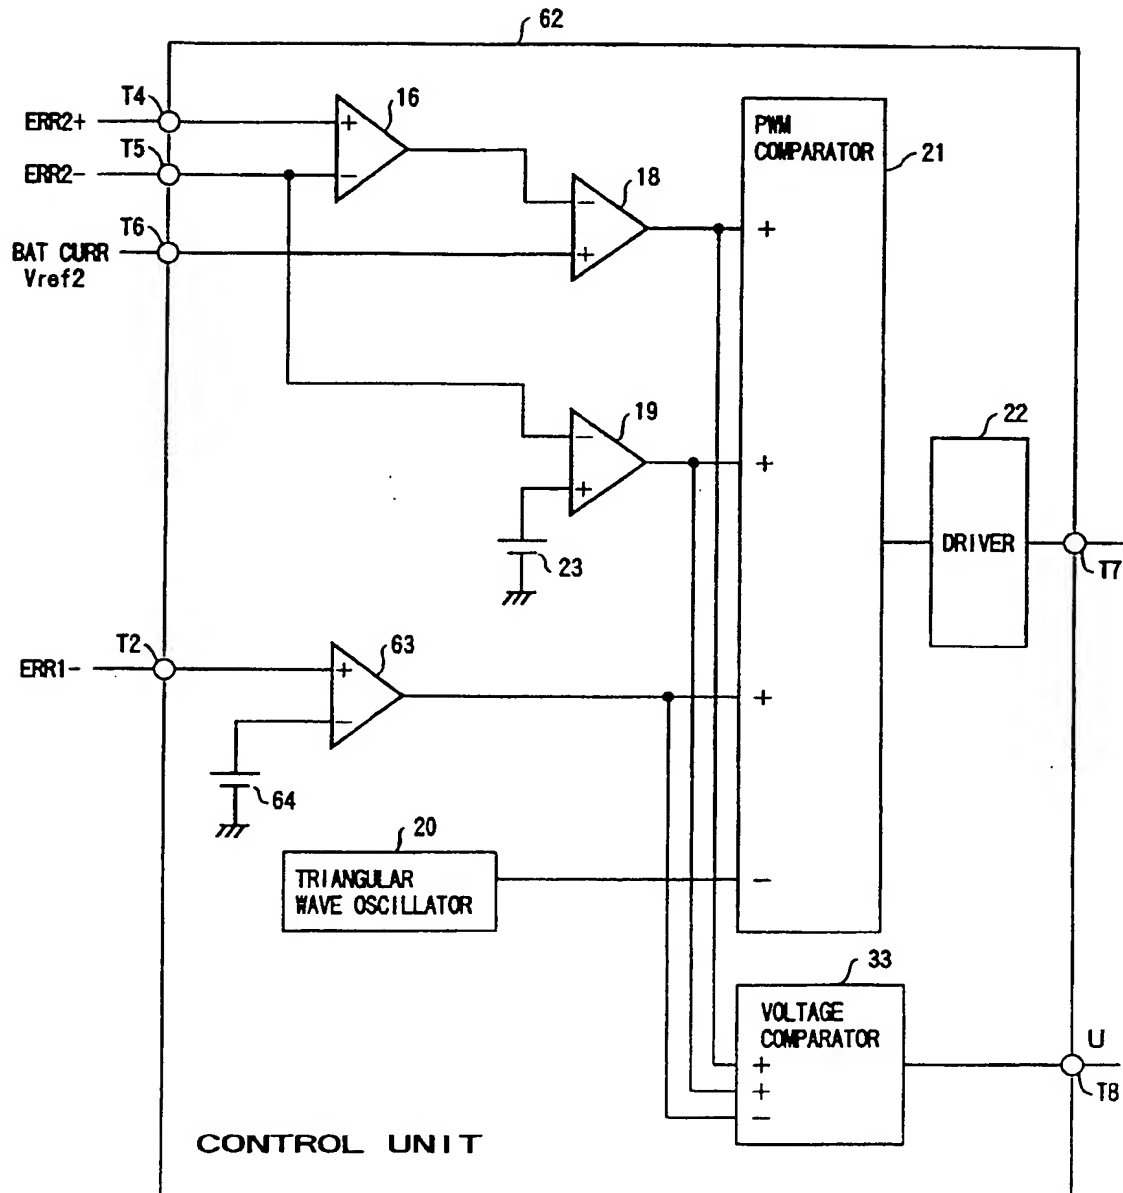 62
T4
ERR2+
16
+
PWM
COMPARATOR
21
T5
ERR2-
−
18
−
T6
BAT CURR
Vref2
+
+
19
22
−
+
+
DRIVER
23
T7
T2
63
ERR1-
+
+
−
64
20
TRIANGULAR
WAVE OSCILLATOR
−
33
VOLTAGE
COMPARATOR
U
+
+
T8
−
CONTROL UNIT